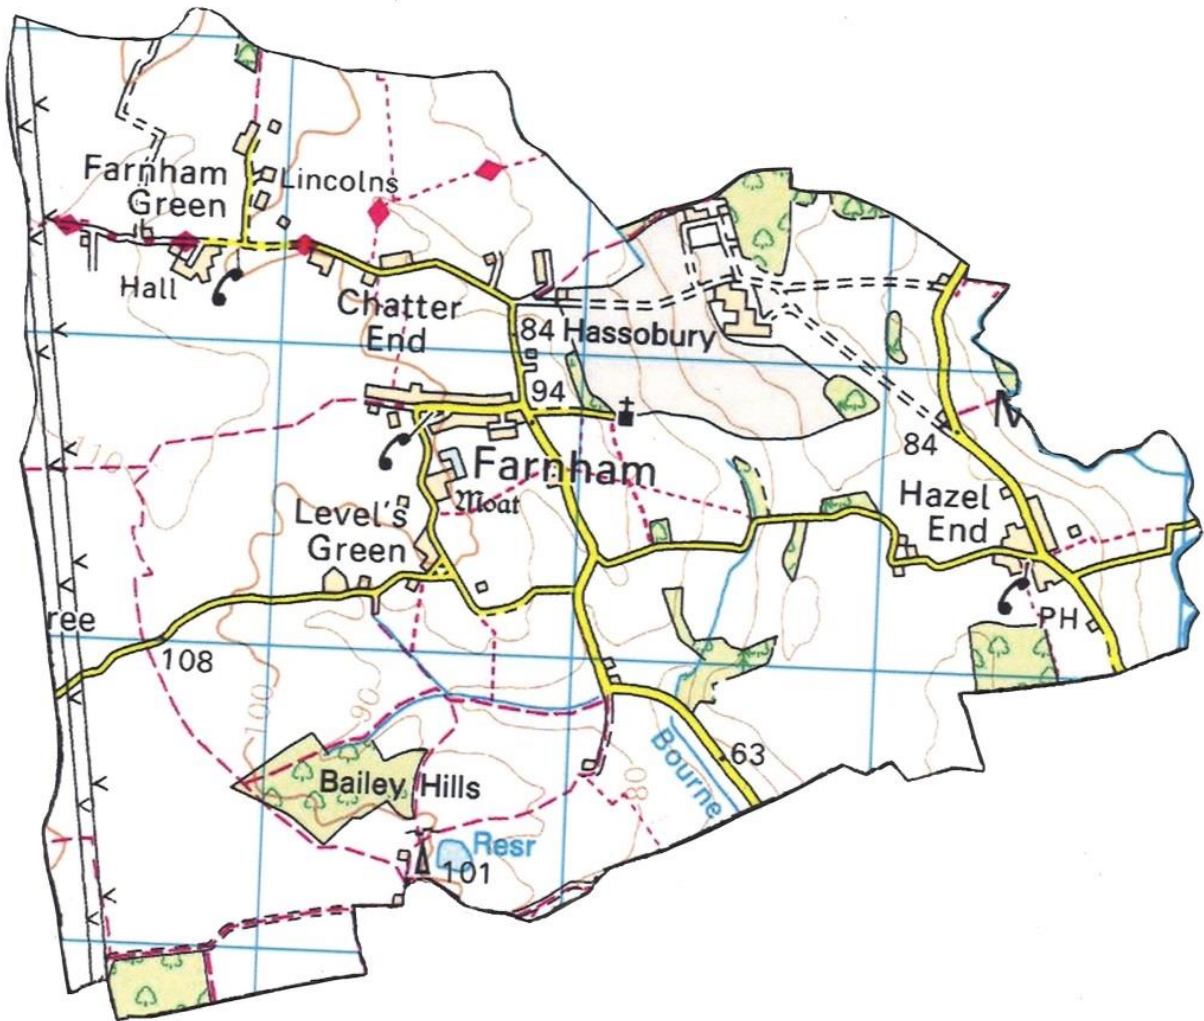 Farnham
Green
Lincolns
Hall
Chatter
End
84
Hassobury
94
84
110
Farnham
Moat
Hazel
End
Level's
Green
PH
ree
108
100
90
63
Bourne
80
Bailey Hills
Resr
101